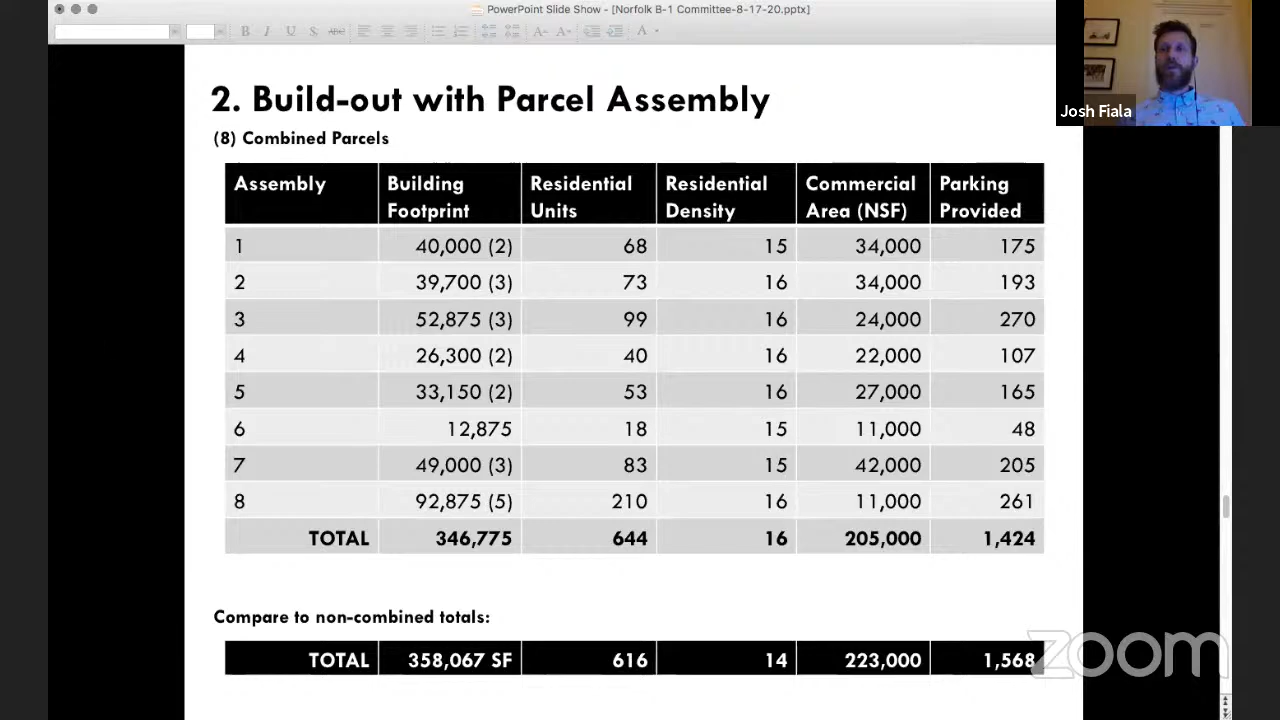 PowerPoint Slide Show - [Norfolk B-1 Committee-8-17-20.pptx]
B I U S ABC A A A
Josh Fiala
2. Build-out with Parcel Assembly
(8) Combined Parcels
Assembly Building Footprint Residential Units Residential Density Commercial Area (NSF) Parking Provided
1 40,000 (2) 68 15 34,000 175
2 39,700 (3) 73 16 34,000 193
3 52,875 (3) 99 16 24,000 270
4 26,300 (2) 40 16 22,000 107
5 33,150 (2) 53 16 27,000 165
6 12,875 18 15 11,000 48
7 49,000 (3) 83 15 42,000 205
8 92,875 (5) 210 16 11,000 261
TOTAL 346,775 644 16 205,000 1,424
Compare to non-combined totals:
TOTAL 358,067 SF 616 14 223,000 1,568
zoom